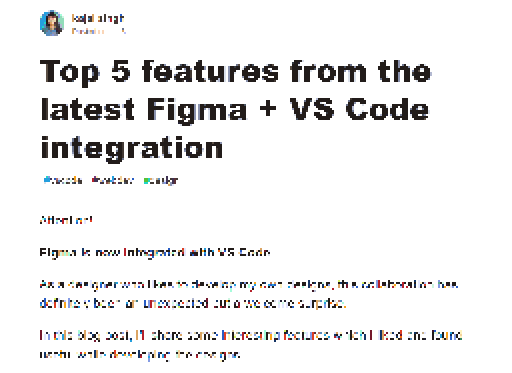 kajal singh
Posted on
Top 5 features from the
latest Figma + VS Code
integration
#vscode #webdev #design
Attention!
Figma is now integrated with VS Code
As a designer who likes to develop my own designs, this collaboration has
definitely been an unexpected but a welcome surprise.
In this blog post, I'll share some interesting features which I liked and found
useful while developing the designs